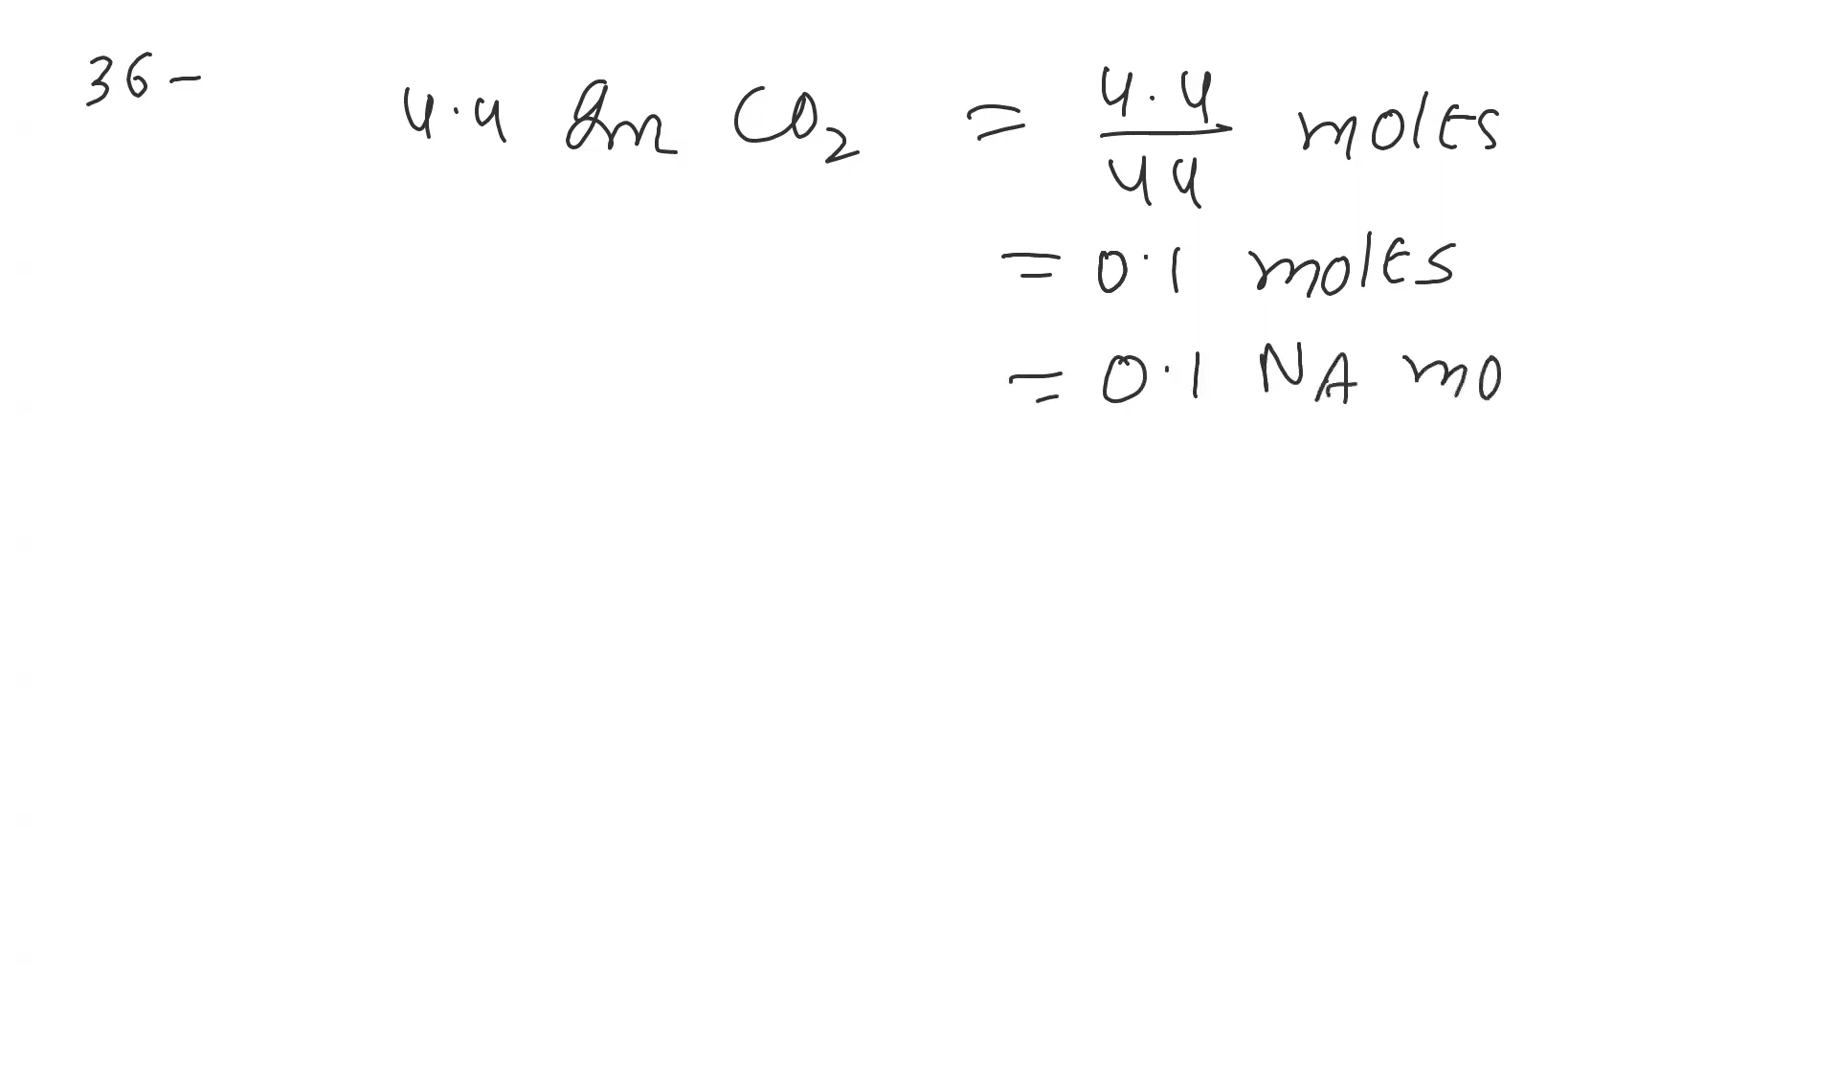 36- 4.4 gm CO₂ = 4.4/44 moles
= 0.1 moles
= 0.1 NA mo